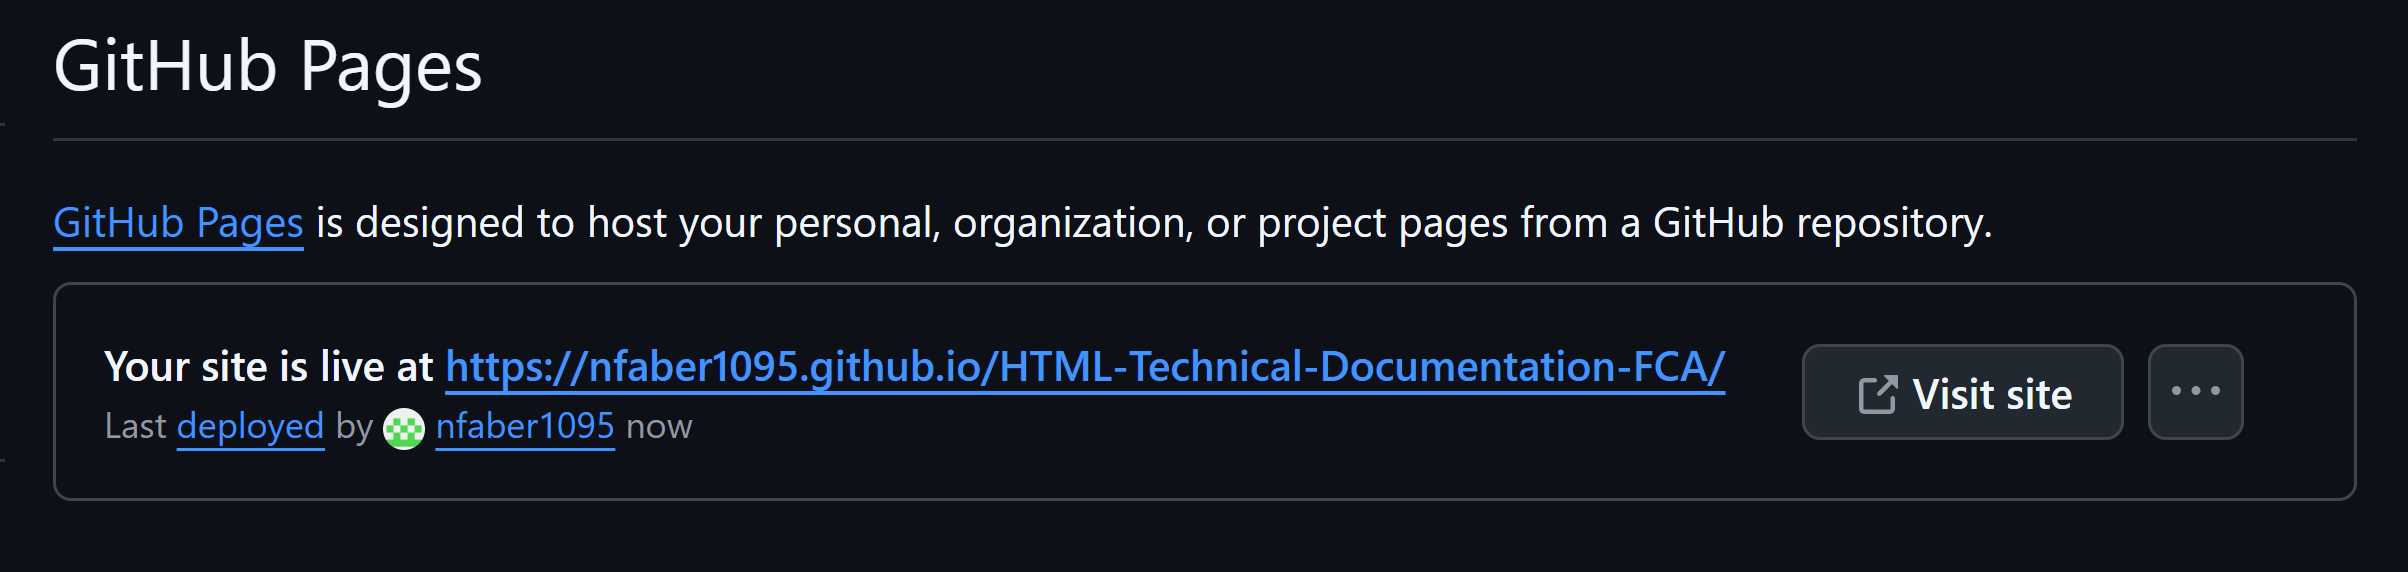 GitHub Pages
GitHub Pages is designed to host your personal, organization, or project pages from a GitHub repository.
Your site is live at https://nfaber1095.github.io/HTML-Technical-Documentation-FCA/
Last deployed by nfaber1095 now
Visit site